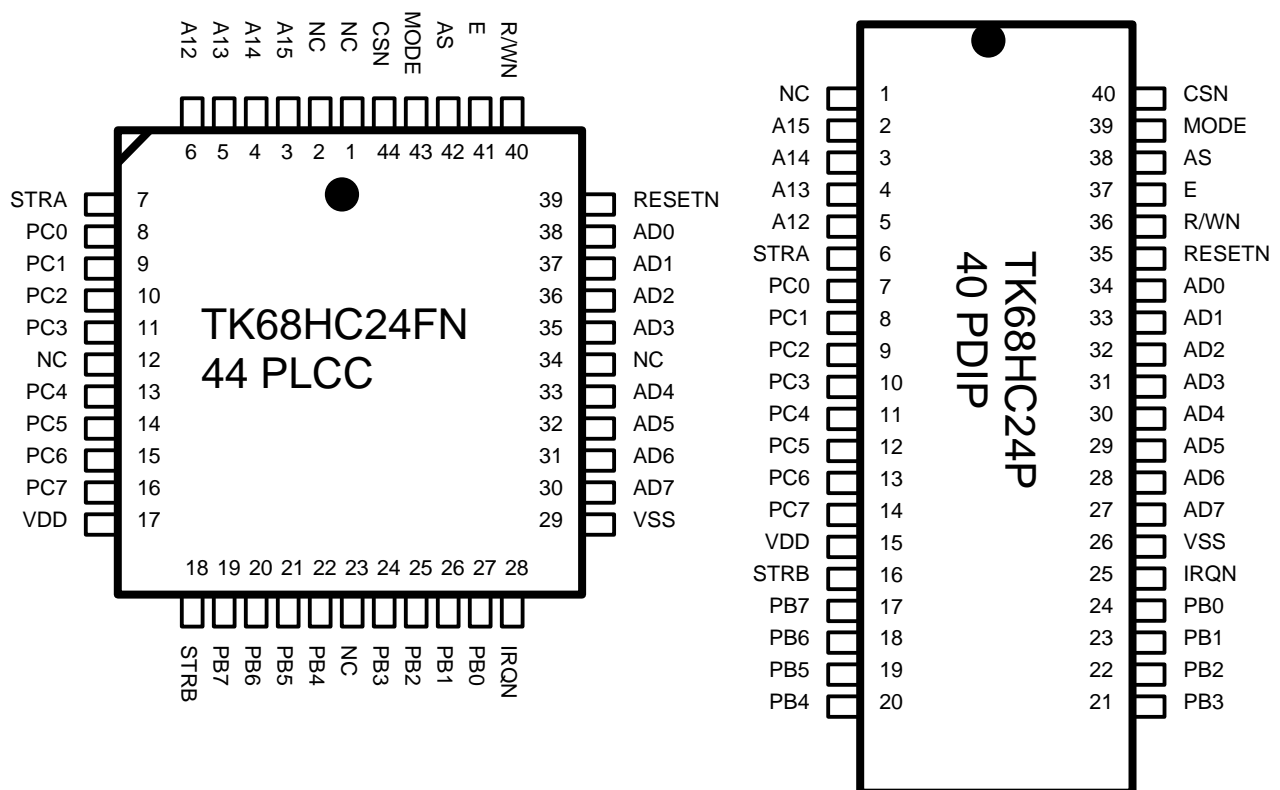 A12 A13 A14 A15 NC NC CSN MODE AS E R/WN
6 5 4 3 2 1 44 43 42 41 40
STRA 7 39 RESETN
PC0 8 38 AD0
PC1 9 37 AD1
PC2 10 36 AD2
PC3 11 35 AD3
NC 12 34 NC
PC4 13 33 AD4
PC5 14 32 AD5
PC6 15 31 AD6
PC7 16 30 AD7
VDD 17 29 VSS
TK68HC24FN
44 PLCC
18 19 20 21 22 23 24 25 26 27 28
STRB PB7 PB6 PB5 PB4 NC PB3 PB2 PB1 PB0 IRQN
NC 1 40 CSN
A15 2 39 MODE
A14 3 38 AS
A13 4 37 E
A12 5 36 R/WN
STRA 6 35 RESETN
PC0 7 34 AD0
PC1 8 33 AD1
PC2 9 32 AD2
PC3 10 31 AD3
PC4 11 30 AD4
PC5 12 29 AD5
PC6 13 28 AD6
PC7 14 27 AD7
VDD 15 26 VSS
STRB 16 25 IRQN
PB7 17 24 PB0
PB6 18 23 PB1
PB5 19 22 PB2
PB4 20 21 PB3
TK68HC24P
40 PDIP